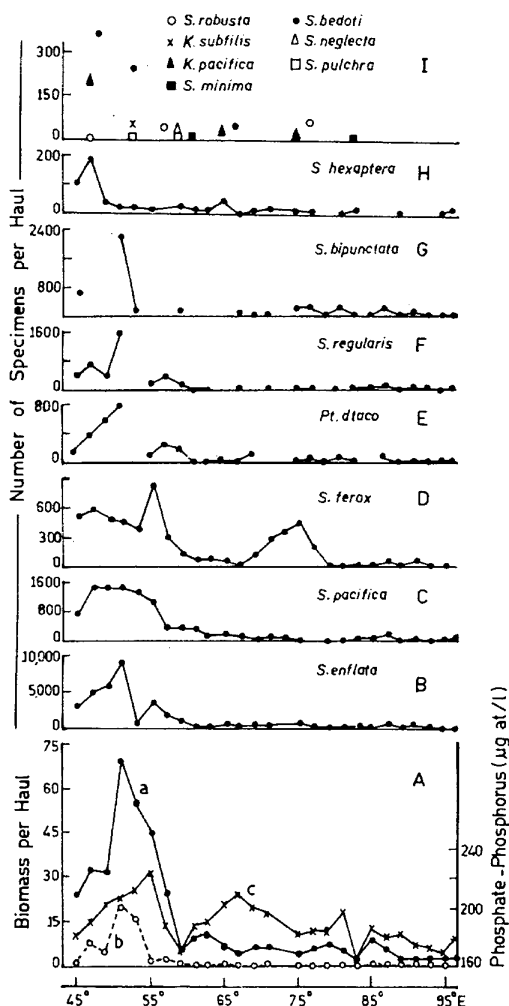 ○ S. robusta
● S. bedoti
x K. subfilis
△ S. neglecta
▲ K. pacifica
□ S. pulchra
■ S. minima
I
300
150
0
S hexaptera
H
200
0
S. bipunctata
G
2400
800
S. regularis
F
1600
0
Pt. dtaco
E
800
0
S. ferox
D
600
300
0
S. pacifica
C
1600
800
0
S. enflata
B
10,000
5000
0
A
75
60
45
30
15
0
a
b
c
240
200
160
45°
55°
65°
75°
85°
95°E
Number of Specimens per Haul
Biomass per Haul
Phosphate-Phosphorus (µg at/l)